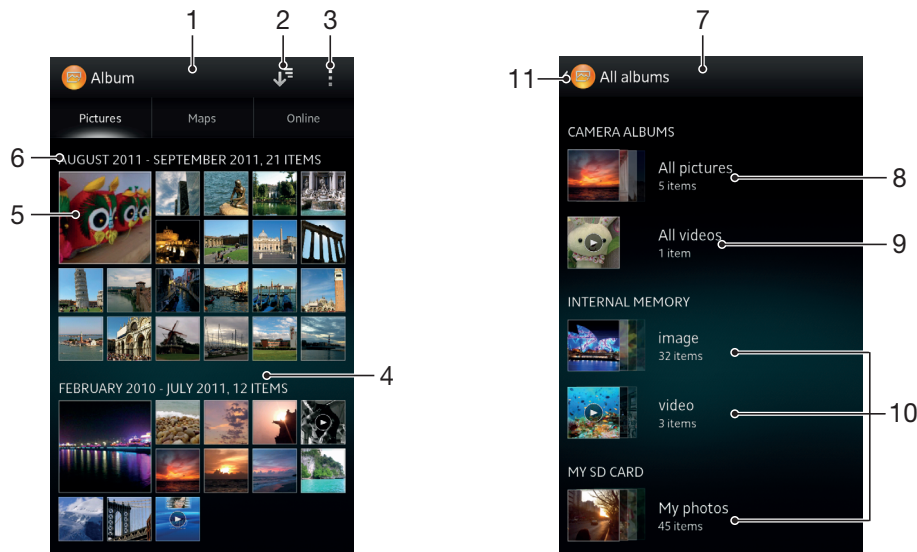 1
2
3
7
Album
Pictures
Maps
Online
6
AUGUST 2011 - SEPTEMBER 2011, 21 ITEMS
5
4
FEBRUARY 2010 - JULY 2011, 12 ITEMS
11
All albums
CAMERA ALBUMS
All pictures
5 items
8
All videos
1 item
9
INTERNAL MEMORY
image
32 items
video
3 items
10
MY SD CARD
My photos
45 items